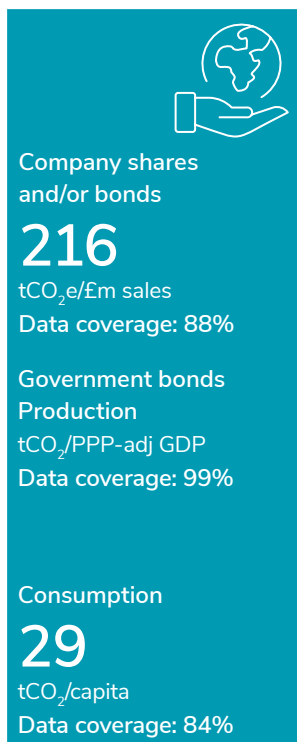 Company shares
and/or bonds
216
tCO₂e/£m sales
Data coverage: 88%
Government bonds
Production
tCO₂/PPP-adj GDP
Data coverage: 99%
Consumption
29
tCO₂/capita
Data coverage: 84%